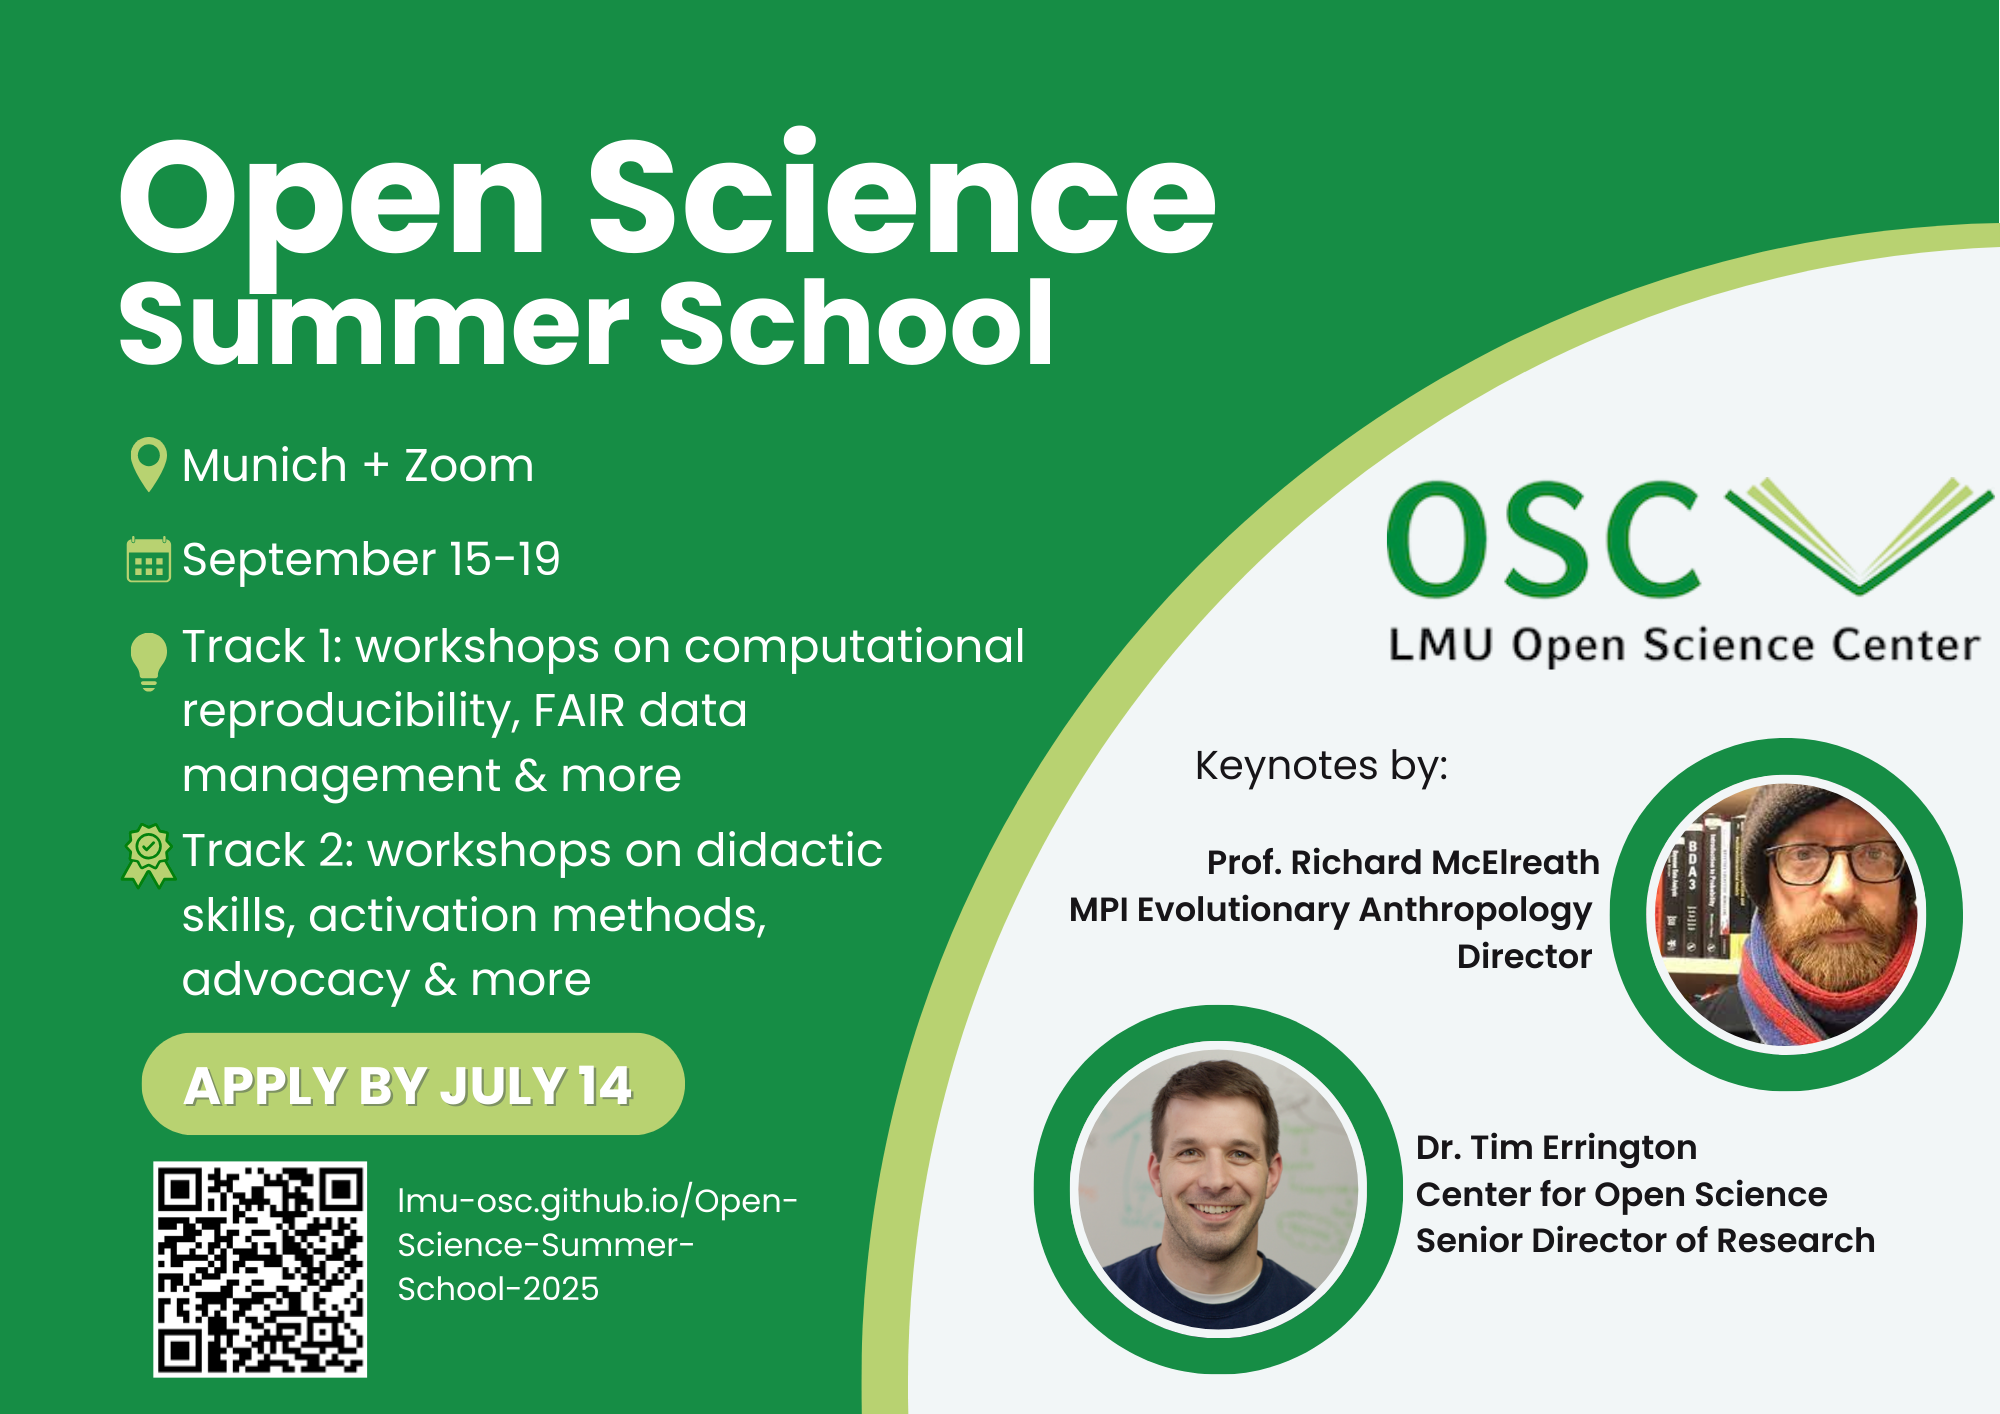 Open Science
Summer School
Munich + Zoom
September 15-19
Track 1: workshops on computational
reproducibility, FAIR data
management & more
Track 2: workshops on didactic
skills, activation methods,
advocacy & more
APPLY BY JULY 14
lmu-osc.github.io/Open-
Science-Summer-
School-2025
OSC
LMU Open Science Center
Keynotes by:
Prof. Richard McElreath
MPI Evolutionary Anthropology
Director
BDA3
Dr. Tim Errington
Center for Open Science
Senior Director of Research